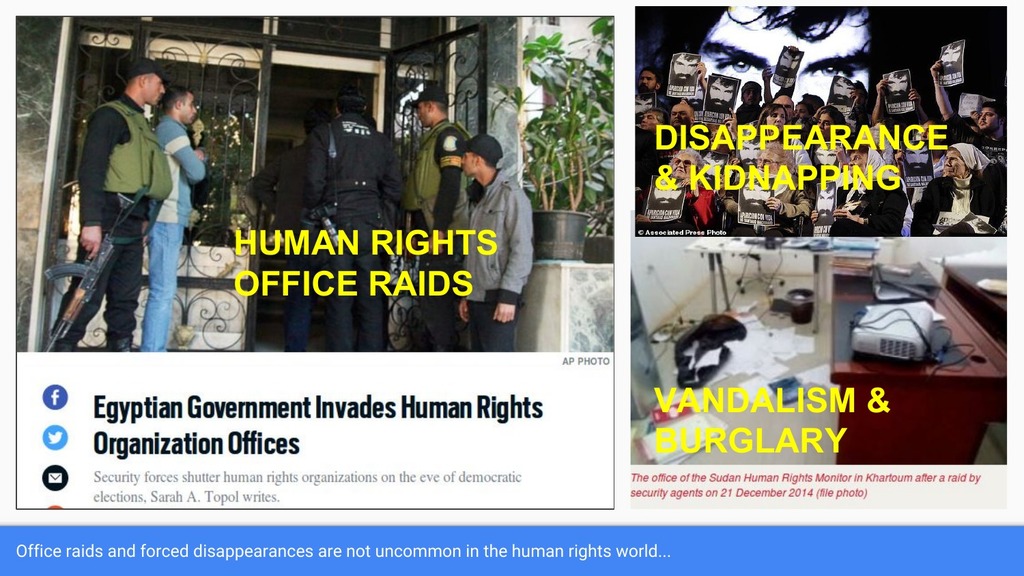 HUMAN RIGHTS
OFFICE RAIDS
AP PHOTO
Egyptian Government Invades Human Rights
Organization Offices
Security forces shutter human rights organizations on the eve of democratic
elections, Sarah A. Topol writes.
DISAPPEARANCE
& KIDNAPPING
APARICION CON VIDA
© Associated Press Photo
VANDALISM &
BURGLARY
The office of the Sudan Human Rights Monitor in Khartoum after a raid by
security agents on 21 December 2014 (file photo)
Office raids and forced disappearances are not uncommon in the human rights world...